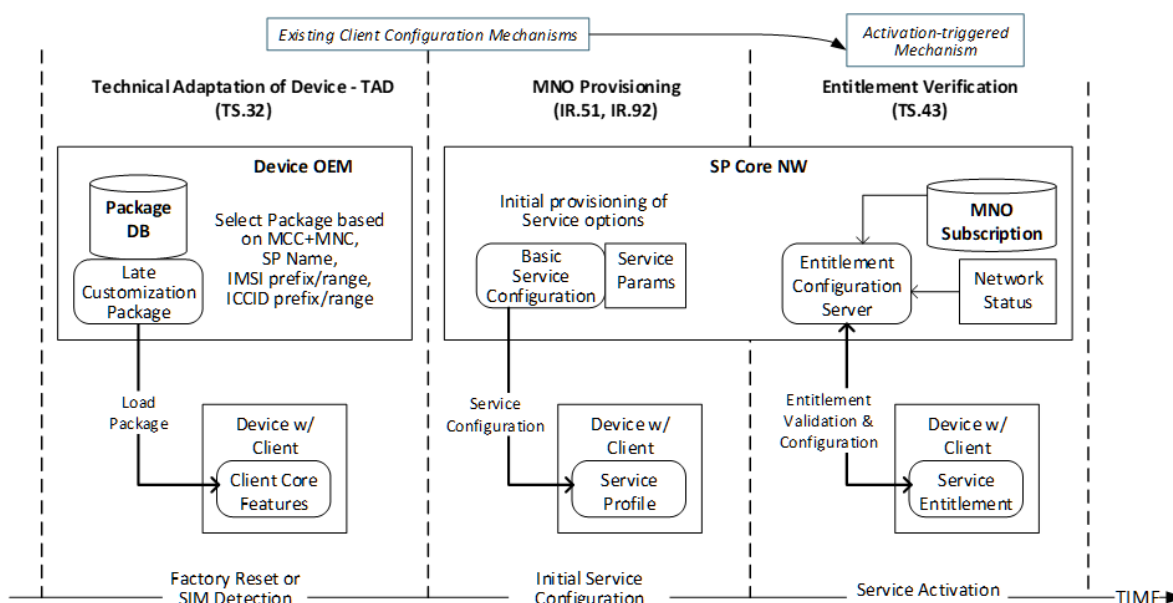 Existing Client Configuration Mechanisms
Activation-triggered
Mechanism
Technical Adaptation of Device - TAD
(TS.32)
MNO Provisioning
(IR.51, IR.92)
Entitlement Verification
(TS.43)
Device OEM
Package
DB
Select Package based
on MCC+MNC,
SP Name,
IMSI prefix/range,
ICCID prefix/range
Late
Customization
Package
SP Core NW
Initial provisioning of
Service options
Basic
Service
Configuration
Service
Params
Entitlement
Configuration
Server
MNO
Subscription
Network
Status
Load
Package
Device w/
Client
Client Core
Features
Service
Configuration
Device w/
Client
Service
Profile
Entitlement
Validation &
Configuration
Device w/
Client
Service
Entitlement
Factory Reset or
SIM Detection
Initial Service
Configuration
Service Activation
TIME